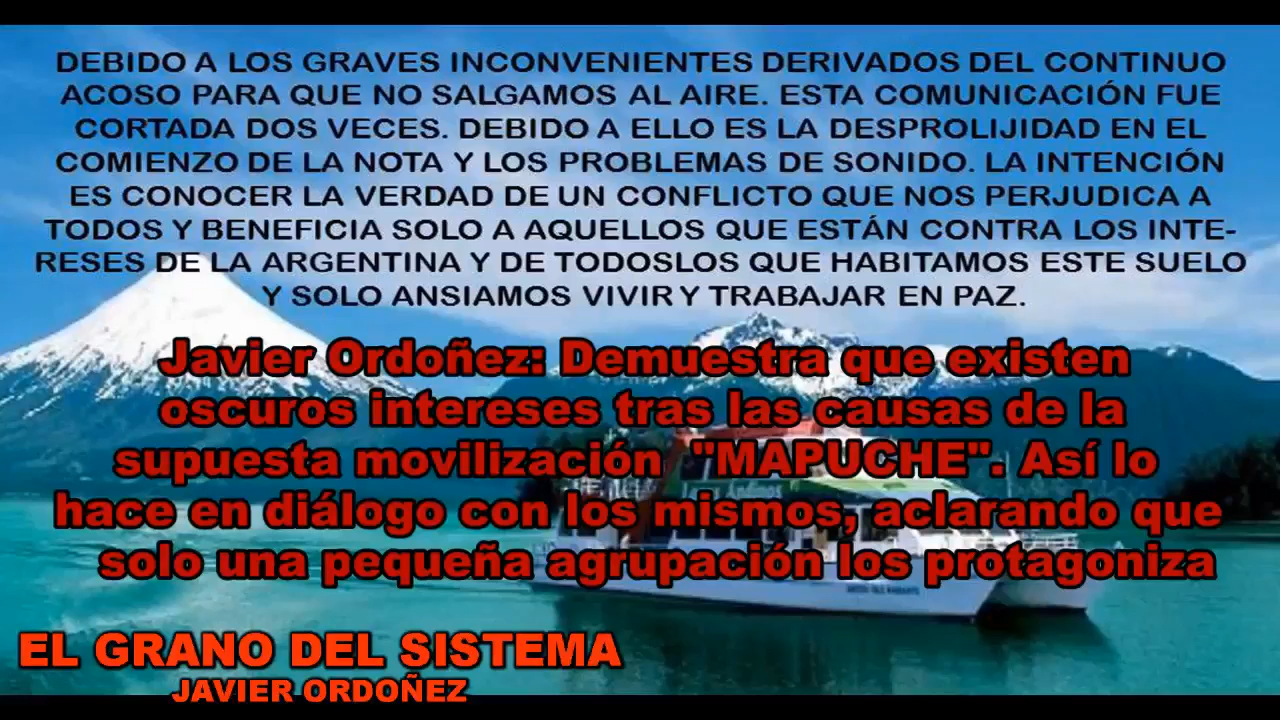 DEBIDO A LOS GRAVES INCONVENIENTES DERIVADOS DEL CONTINUO
ACOSO PARA QUE NO SALGAMOS AL AIRE. ESTA COMUNICACIÓN FUE
CORTADA DOS VECES. DEBIDO A ELLO ES LA DESPROLIJIDAD EN EL
COMIENZO DE LA NOTA Y LOS PROBLEMAS DE SONIDO. LA INTENCIÓN
ES CONOCER LA VERDAD DE UN CONFLICTO QUE NOS PERJUDICA A
TODOS Y BENEFICIA SOLO A AQUELLOS QUE ESTÁN CONTRA LOS INTE-
RESES DE LA ARGENTINA Y DE TODOSLOS QUE HABITAMOS ESTE SUELO
Y SOLO ANSIAMOS VIVIR Y TRABAJAR EN PAZ.
Javier Ordoñez: Demuestra que existen
oscuros intereses tras las causas de la
supuesta movilización "MAPUCHE". Así lo
hace en diálogo con los mismos, aclarando que
solo una pequeña agrupación los protagoniza
EL GRANO DEL SISTEMA
JAVIER ORDOÑEZ